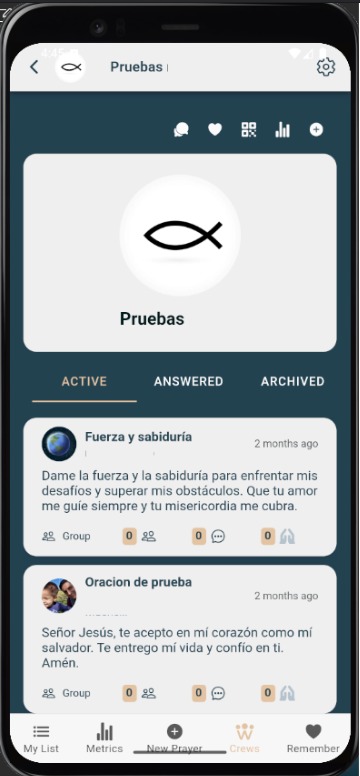 4:45
Pruebas
Pruebas
ACTIVE ANSWERED ARCHIVED
Fuerza y sabiduría
2 months ago
Dame la fuerza y la sabiduría para enfrentar mis
desafíos y superar mis obstáculos. Que tu amor
me guíe siempre y tu misericordia me cubra.
Group 0 0 0
Oracion de prueba
2 months ago
Señor Jesús, te acepto en mí corazón como mí
salvador. Te entrego mí vida y confío en ti.
Amén.
Group 0 0 0
My List Metrics New Prayer Crews Remember